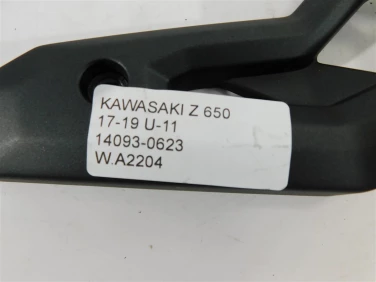 KAWASAKI Z 650
17-19 U-11
14093-0623
W.A2204